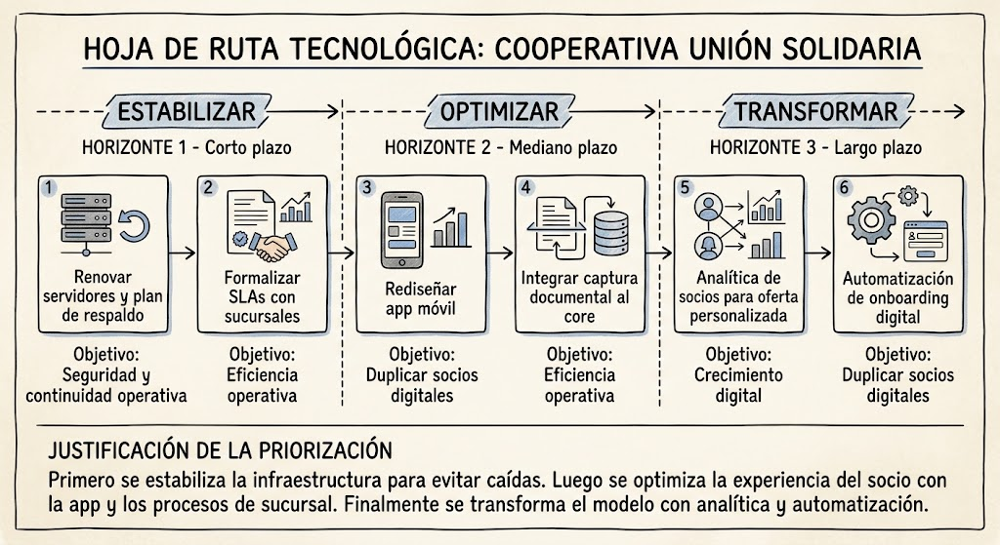 HOJA DE RUTA TECNOLÓGICA: COOPERATIVA UNIÓN SOLIDARIA
ESTABILIZAR
HORIZONTE 1 - Corto plazo
OPTIMIZAR
HORIZONTE 2 - Mediano plazo
TRANSFORMAR
HORIZONTE 3 - Largo plazo
1
Renovar
servidores y plan
de respaldo
Objetivo:
Seguridad y
continuidad operativa
2
Formalizar
SLAs con
sucursales
Objetivo:
Eficiencia
operativa
3
Rediseñar
app móvil
Objetivo:
Duplicar socios
digitales
4
Integrar captura
documental al
core
Objetivo:
Eficiencia
operativa
5
Analítica de
socios para oferta
personalizada
Objetivo:
Crecimiento
digital
6
Automatización
de onboarding
digital
Objetivo:
Duplicar socios
digitales
JUSTIFICACIÓN DE LA PRIORIZACIÓN
Primero se estabiliza la infraestructura para evitar caídas. Luego se optimiza la experiencia del socio con
la app y los procesos de sucursal. Finalmente se transforma el modelo con analítica y automatización.